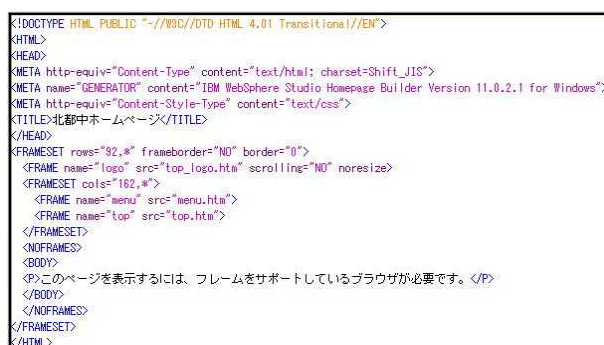 <!DOCTYPE HTML PUBLIC "-//W3C//DTD HTML 4.01 Transitional//EN">
<HTML>
<HEAD>
<META http-equiv="Content-Type" content="text/html; charset=Shift_JIS">
<META name="GENERATOR" content="IBM WebSphere Studio Homepage Builder Version 11.0.2.1 for Windows">
<META http-equiv="Content-Style-Type" content="text/css">
<TITLE>北都中ホームページ</TITLE>
</HEAD>
<FRAMESET rows="92,*" frameborder="NO" border="0">
  <FRAME name="logo" src="top_logo.htm" scrolling="NO" noresize>
  <FRAMESET cols="162,*">
    <FRAME name="menu" src="menu.htm">
    <FRAME name="top" src="top.htm">
  </FRAMESET>
  <NOFRAMES>
  <BODY>
  <P>このページを表示するには、フレームをサポートしているブラウザが必要です。</P>
  </BODY>
  </NOFRAMES>
</FRAMESET>
</HTML>